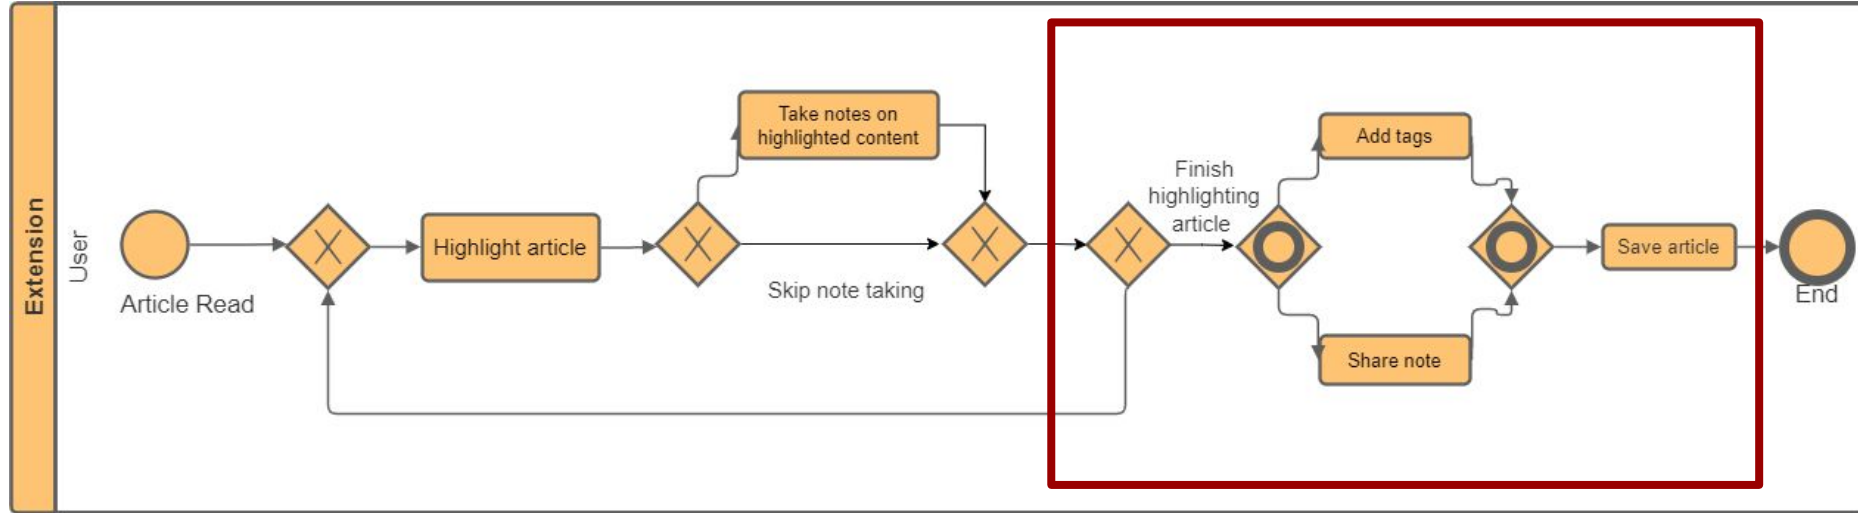 Extension
User
Article Read
Highlight article
Take notes on
highlighted content
Skip note taking
Finish
highlighting
article
Add tags
Share note
Save article
End